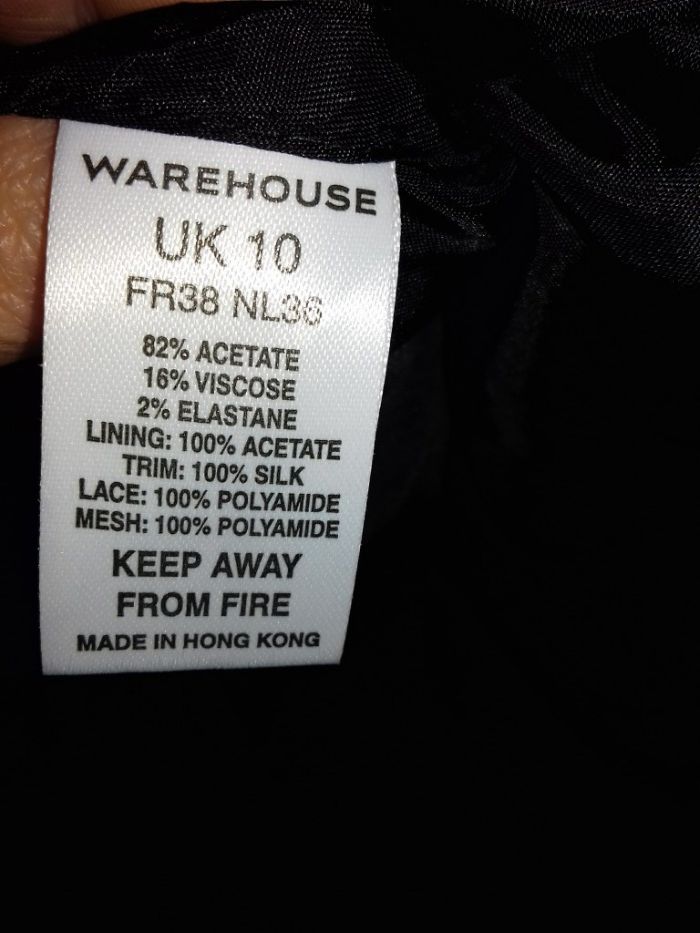 WAREHOUSE
UK 10
FR38 NL36
82% ACETATE
16% VISCOSE
2% ELASTANE
LINING: 100% ACETATE
TRIM: 100% SILK
LACE: 100% POLYAMIDE
MESH: 100% POLYAMIDE
KEEP AWAY
FROM FIRE
MADE IN HONG KONG